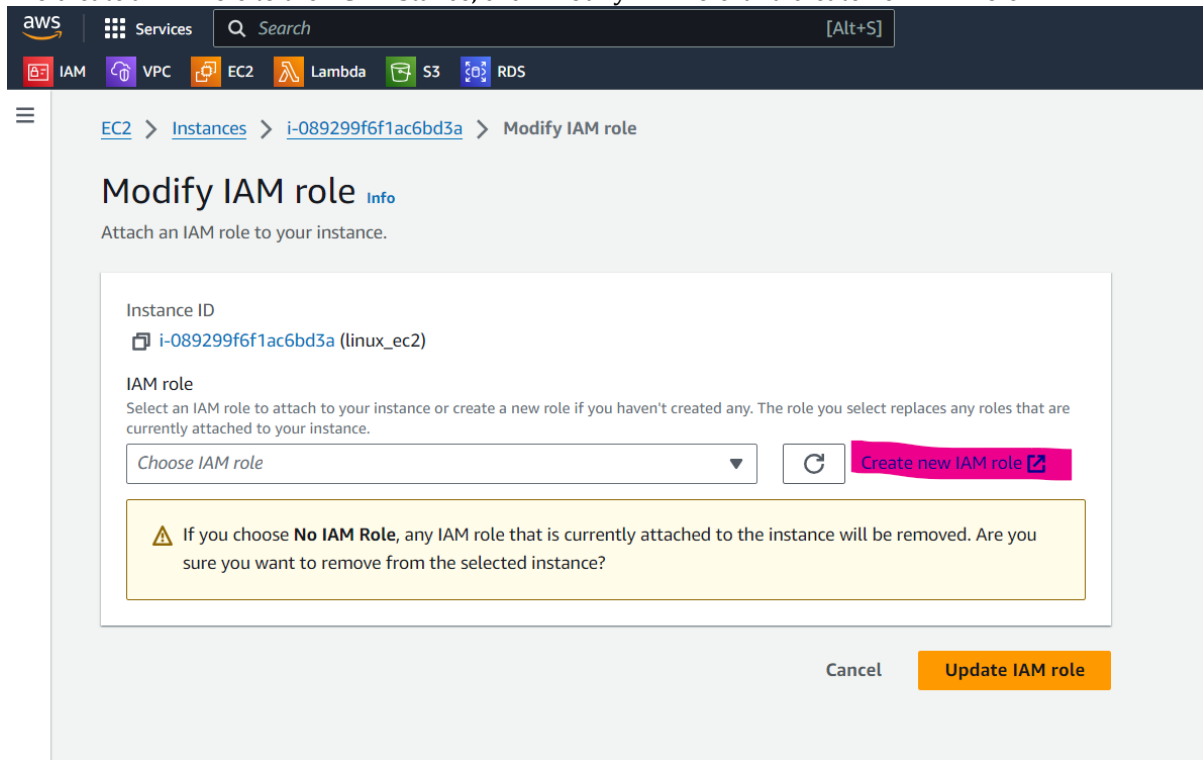 aws
Services
Search
[Alt+S]
IAM
VPC
EC2
Lambda
S3
RDS
EC2 > Instances > i-089299f6f1ac6bd3a > Modify IAM role
Modify IAM role Info
Attach an IAM role to your instance.
Instance ID
i-089299f6f1ac6bd3a (linux_ec2)
IAM role
Select an IAM role to attach to your instance or create a new role if you haven't created any. The role you select replaces any roles that are
currently attached to your instance.
Choose IAM role
Create new IAM role
If you choose No IAM Role, any IAM role that is currently attached to the instance will be removed. Are you
sure you want to remove from the selected instance?
Cancel
Update IAM role